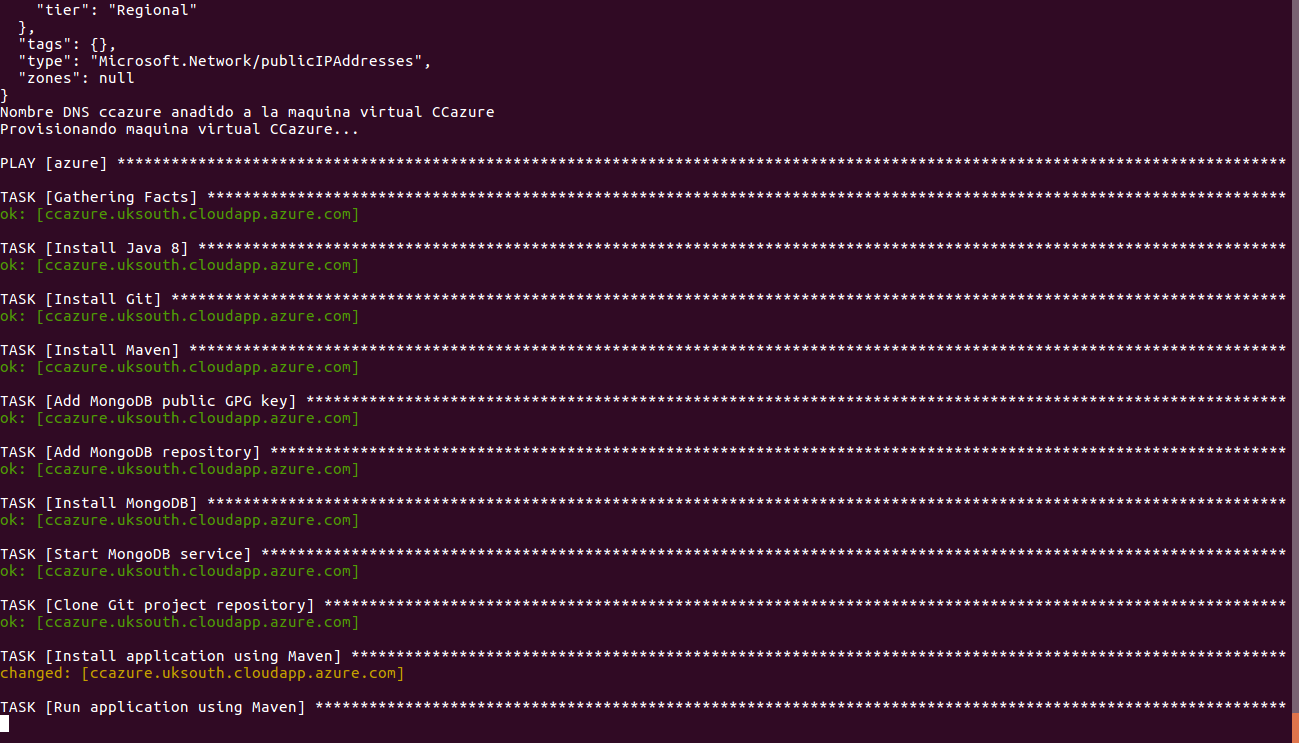 "tier": "Regional"
},
"tags": {},
"type": "Microsoft.Network/publicIPAddresses",
"zones": null
}
Nombre DNS ccazure anadido a la maquina virtual CCazure
Provisionando maquina virtual CCazure...
PLAY [azure] **********************************************************************************************************************************
TASK [Gathering Facts] ************************************************************************************************************************
ok: [ccazure.uksouth.cloudapp.azure.com]
TASK [Install Java 8] *************************************************************************************************************************
ok: [ccazure.uksouth.cloudapp.azure.com]
TASK [Install Git] ****************************************************************************************************************************
ok: [ccazure.uksouth.cloudapp.azure.com]
TASK [Install Maven] **************************************************************************************************************************
ok: [ccazure.uksouth.cloudapp.azure.com]
TASK [Add MongoDB public GPG key] *************************************************************************************************************
ok: [ccazure.uksouth.cloudapp.azure.com]
TASK [Add MongoDB repository] *****************************************************************************************************************
ok: [ccazure.uksouth.cloudapp.azure.com]
TASK [Install MongoDB] ************************************************************************************************************************
ok: [ccazure.uksouth.cloudapp.azure.com]
TASK [Start MongoDB service] ******************************************************************************************************************
ok: [ccazure.uksouth.cloudapp.azure.com]
TASK [Clone Git project repository] ***********************************************************************************************************
ok: [ccazure.uksouth.cloudapp.azure.com]
TASK [Install application using Maven] ********************************************************************************************************
changed: [ccazure.uksouth.cloudapp.azure.com]
TASK [Run application using Maven] ************************************************************************************************************